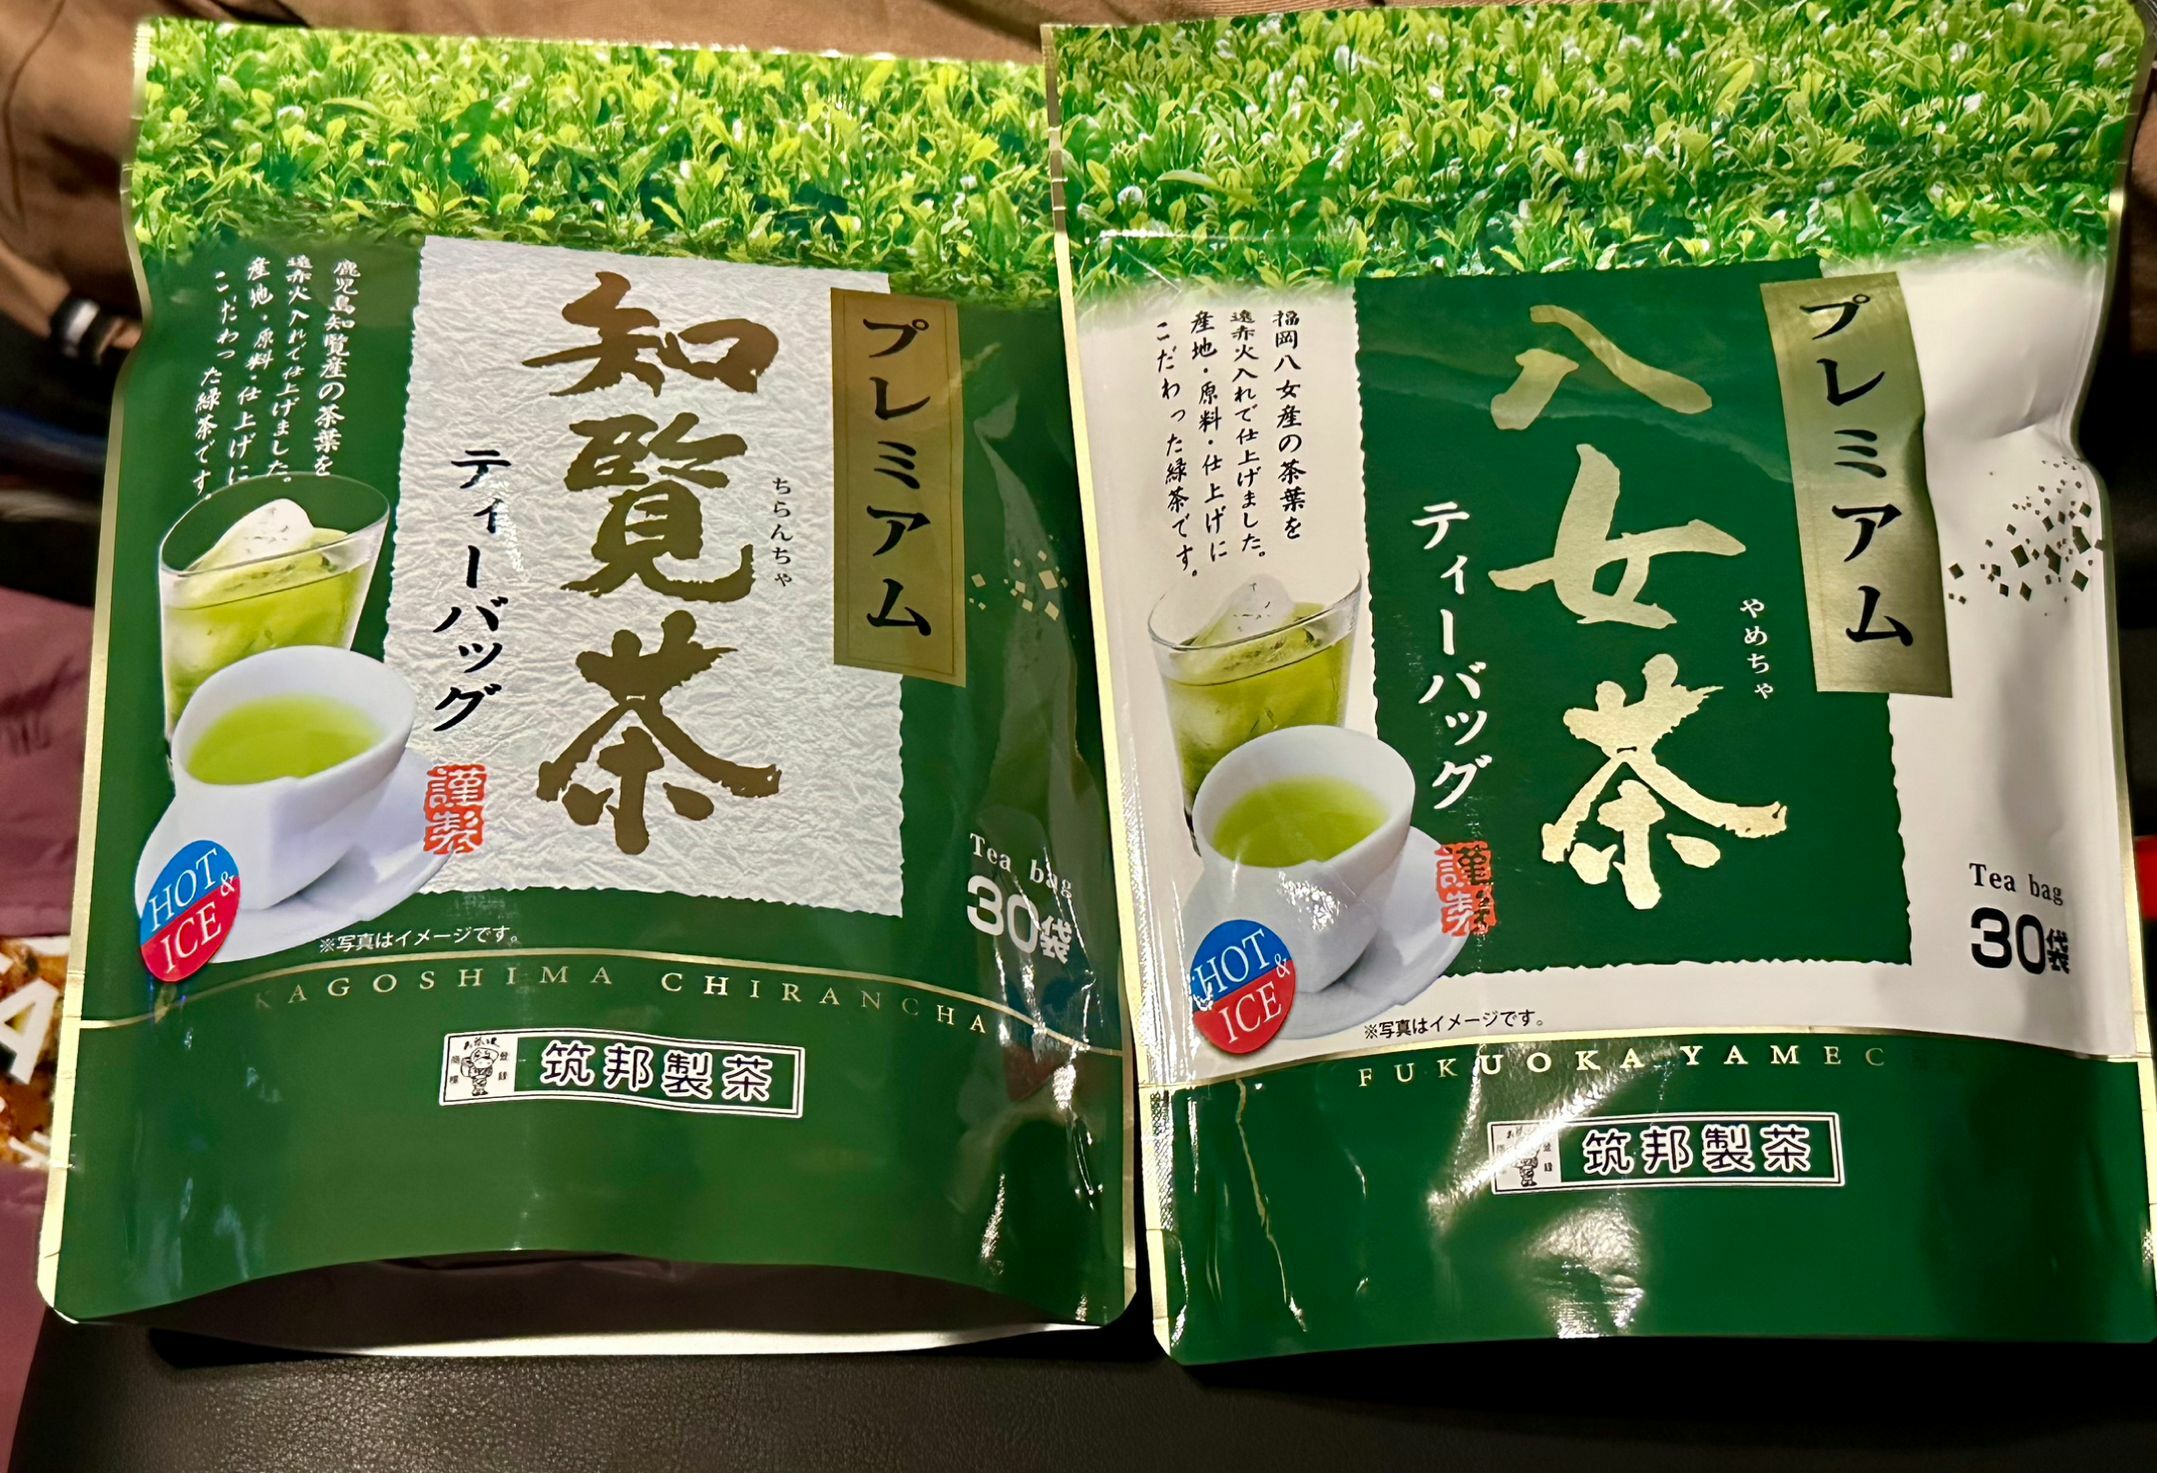 鹿児島知覧産の茶葉を
遠赤火入れで仕上げました。
産地・原料・仕上げに
こだわった緑茶です。
プレミアム
知覧茶
ちらんちゃ
ティーバッグ
謹製
HOT
&
ICE
※写真はイメージです。
Tea bag
30袋
KAGOSHIMA CHIRANCHA
筑邦製茶
福岡八女産の茶葉を
遠赤火入れで仕上げました。
産地・原料・仕上げに
こだわった緑茶です。
プレミアム
八女茶
やめちゃ
ティーバッグ
謹製
HOT
&
ICE
※写真はイメージです。
Tea bag
30袋
FUKUOKA YAMEC
筑邦製茶